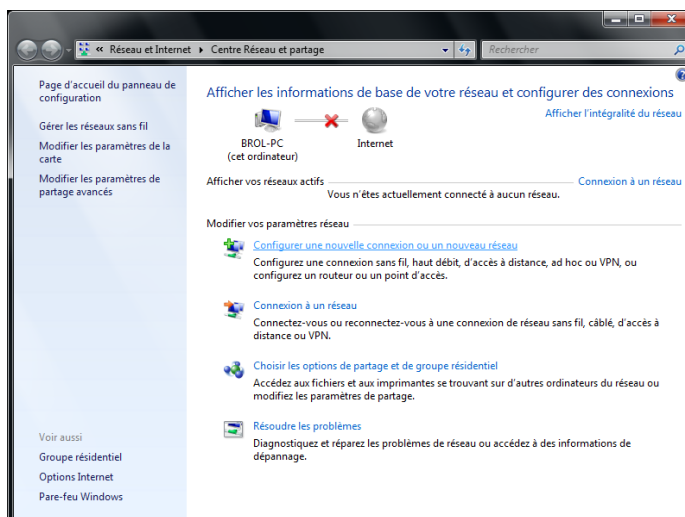 « Réseau et Internet ▸ Centre Réseau et partage
Rechercher
Page d'accueil du panneau de
configuration
Gérer les réseaux sans fil
Modifier les paramètres de la
carte
Modifier les paramètres de
partage avancés
Voir aussi
Groupe résidentiel
Options Internet
Pare-feu Windows
Afficher les informations de base de votre réseau et configurer des connexions
Afficher l'intégralité du réseau
BROL-PC
(cet ordinateur)
Internet
Afficher vos réseaux actifs
Connexion à un réseau
Vous n'êtes actuellement connecté à aucun réseau.
Modifier vos paramètres réseau
Configurer une nouvelle connexion ou un nouveau réseau
Configurez une connexion sans fil, haut débit, d'accès à distance, ad hoc ou VPN, ou
configurez un routeur ou un point d'accès.
Connexion à un réseau
Connectez-vous ou reconnectez-vous à une connexion de réseau sans fil, câblé, d'accès à
distance ou VPN.
Choisir les options de partage et de groupe résidentiel
Accédez aux fichiers et aux imprimantes se trouvant sur d'autres ordinateurs du réseau ou
modifiez les paramètres de partage.
Résoudre les problèmes
Diagnostiquez et réparez les problèmes de réseau ou accédez à des informations de
dépannage.